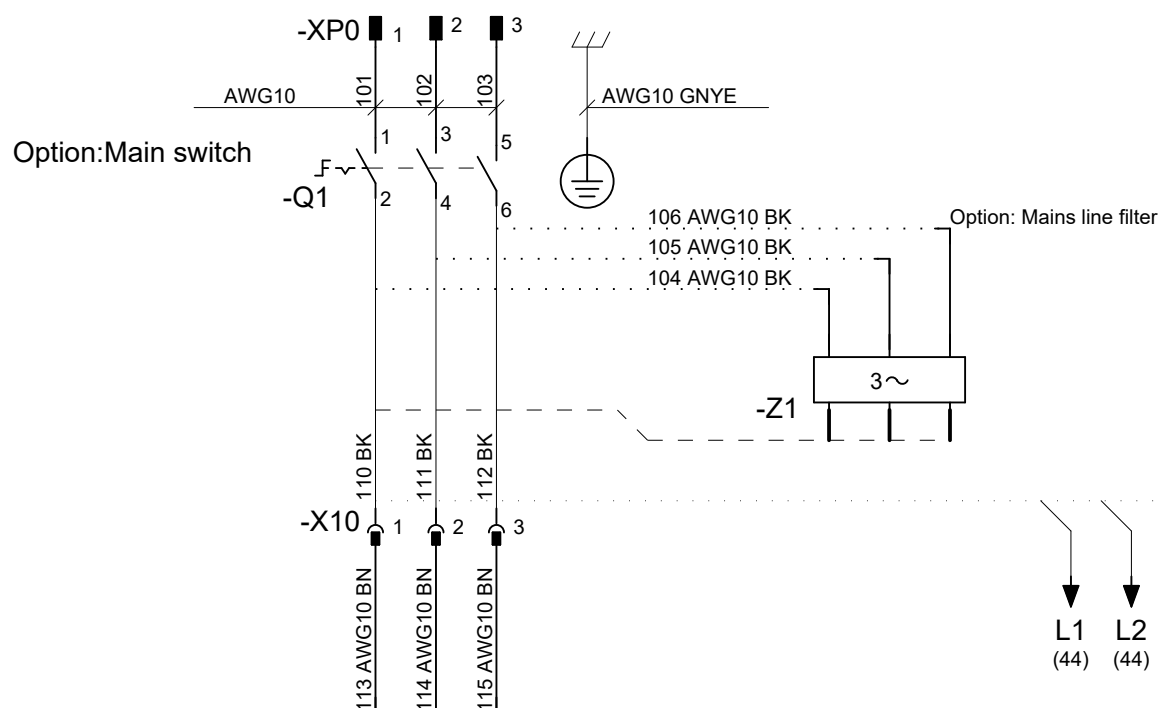 -XP0 1 2 3
101 102 103
AWG10
AWG10 GNYE
1 3 5
Option:Main switch
-Q1 2 4 6
106 AWG10 BK
Option: Mains line filter
105 AWG10 BK
104 AWG10 BK
3～
-Z1
110 BK 111 BK 112 BK
-X10 1 2 3
113 AWG10 BN 114 AWG10 BN 115 AWG10 BN
L1 L2
(44) (44)